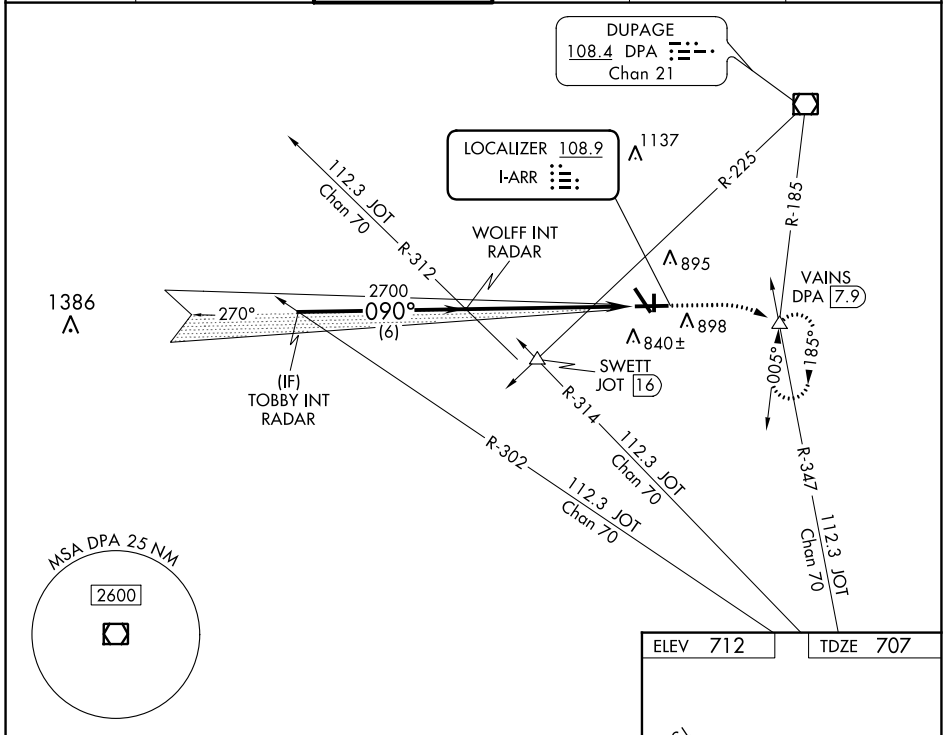 DUPAGE
108.4 DPA
Chan 21
LOCALIZER 108.9
I-ARR
1137
R-225
R-185
112.3 JOT
Chan 70
R-312
WOLFF INT
RADAR
895
VAINS
DPA 7.9
1386
270°
2700
090°
(6)
898
840±
SWETT
JOT 16
005°
185°
(IF)
TOBBY INT
RADAR
R-314
112.3 JOT
Chan 70
R-302
112.3 JOT
Chan 70
R-347
112.3 JOT
Chan 70
MSA DPA 25 NM
2600
ELEV 712
TDZE 707